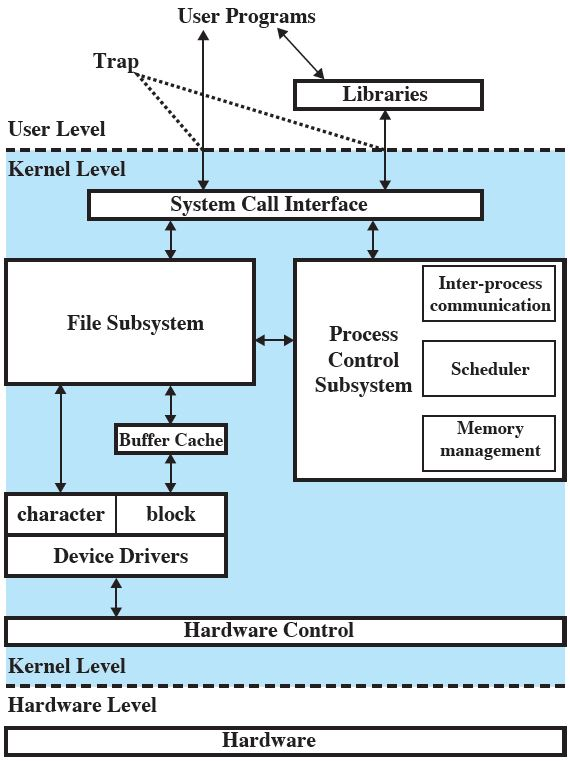 User Programs
Trap
Libraries
User Level
Kernel Level
System Call Interface
File Subsystem
Process
Control
Subsystem
Inter-process
communication
Scheduler
Memory
management
Buffer Cache
character
block
Device Drivers
Hardware Control
Kernel Level
Hardware Level
Hardware